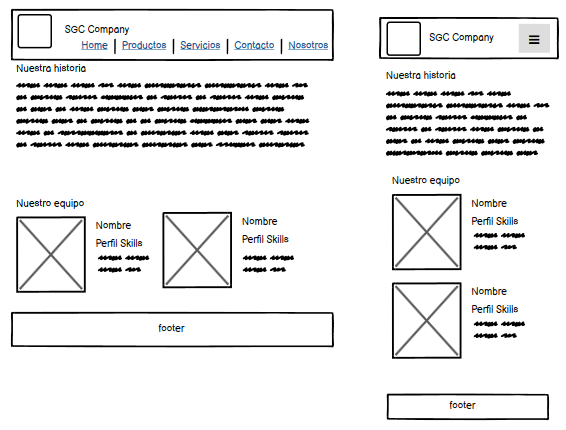 SGC Company
Home Productos Servicios Contacto Nosotros
Nuestra historia
Nuestro equipo
Nombre
Perfil Skills
Nombre
Perfil Skills
footer
SGC Company
Nuestra historia
Nuestro equipo
Nombre
Perfil Skills
Nombre
Perfil Skills
footer